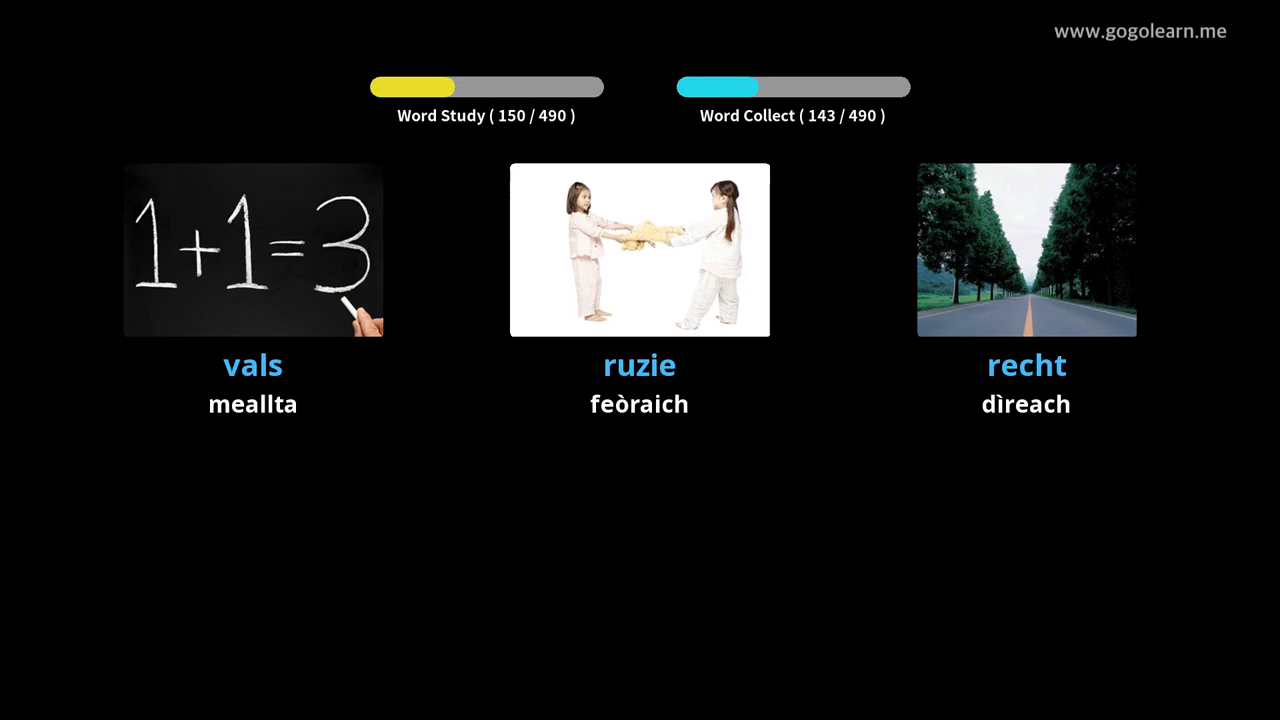 www.gogolearn.me
Word Study ( 150 / 490 )
Word Collect ( 143 / 490 )
1+1=3
vals
meallta
ruzie
feòraich
recht
dìreach